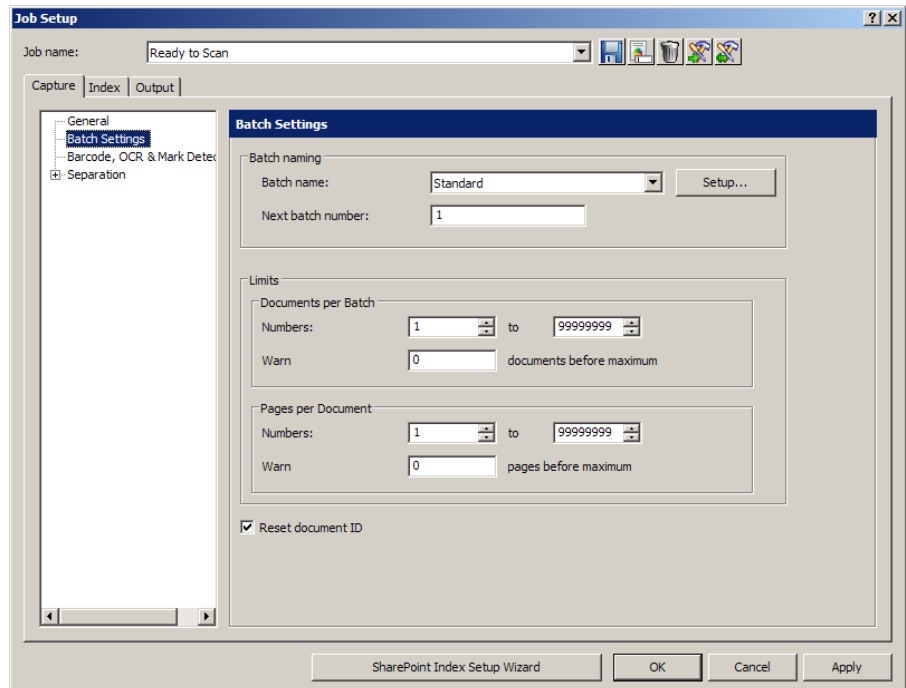 Job Setup
Job name: Ready to Scan
Capture Index Output
General
Batch Settings
Barcode, OCR & Mark Detec
Separation
Batch Settings
Batch naming
Batch name: Standard Setup...
Next batch number: 1
Limits
Documents per Batch
Numbers: 1 to 99999999
Warn 0 documents before maximum
Pages per Document
Numbers: 1 to 99999999
Warn 0 pages before maximum
Reset document ID
SharePoint Index Setup Wizard OK Cancel Apply